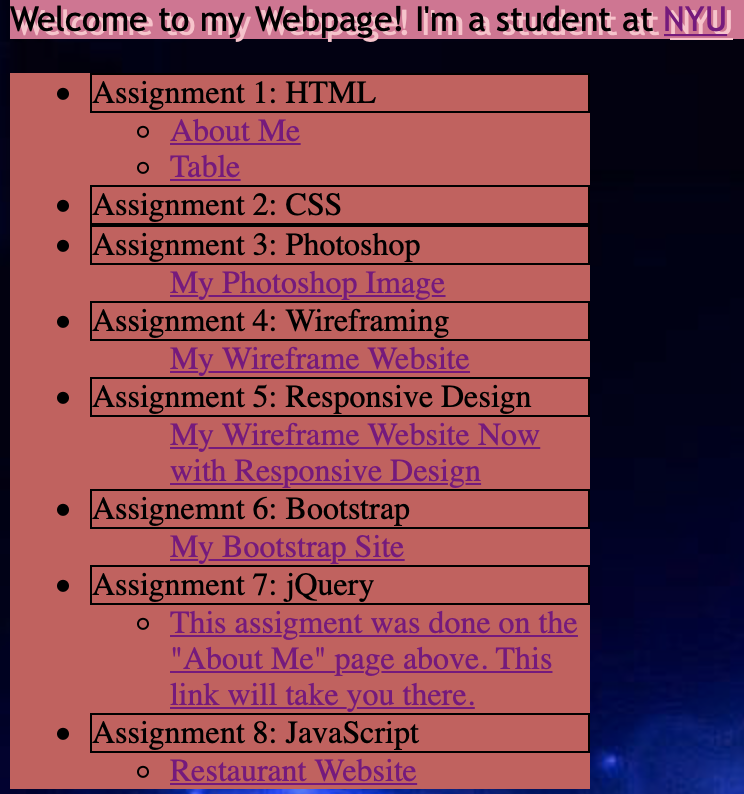 Welcome to my Webpage! I'm a student at NYU
Assignment 1: HTML
About Me
Table
Assignment 2: CSS
Assignment 3: Photoshop
My Photoshop Image
Assignment 4: Wireframing
My Wireframe Website
Assignment 5: Responsive Design
My Wireframe Website Now
with Responsive Design
Assignemnt 6: Bootstrap
My Bootstrap Site
Assignment 7: jQuery
This assigment was done on the
"About Me" page above. This
link will take you there.
Assignment 8: JavaScript
Restaurant Website